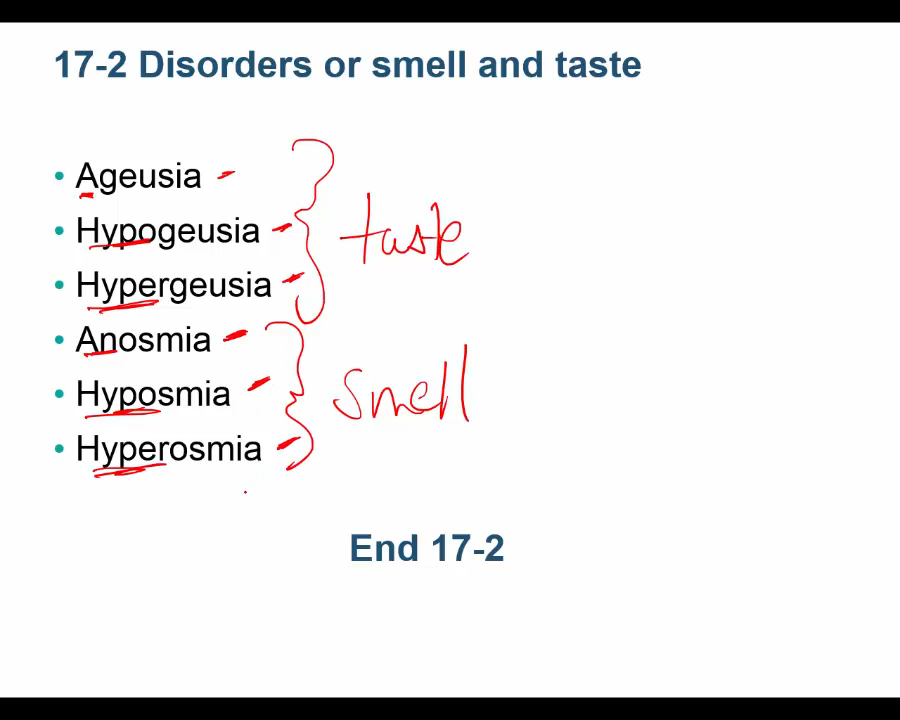 17-2 Disorders or smell and taste
• Ageusia
• Hypogeusia
taste
• Hypergeusia
• Anosmia
• Hyposmia
smell
• Hyperosmia
End 17-2